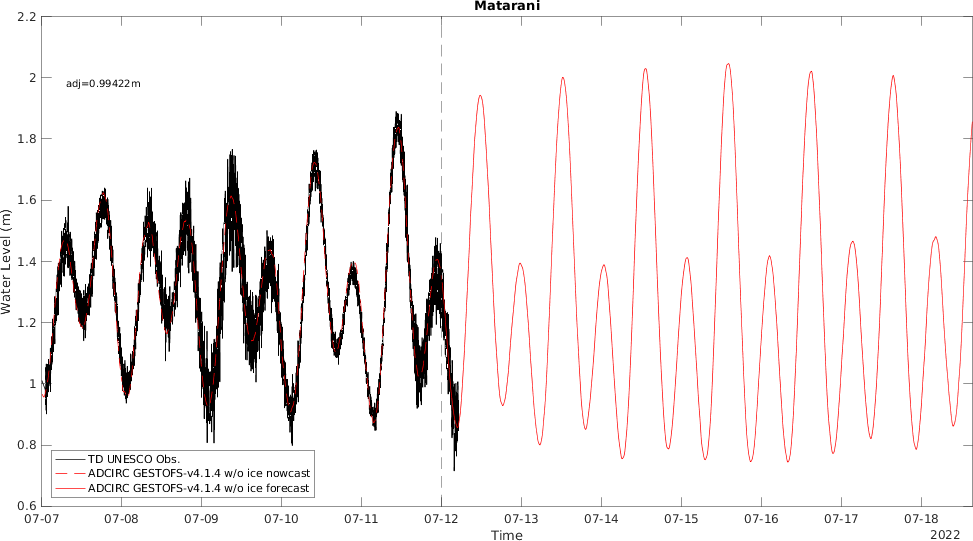 Matarani
2.2
2
1.8
1.6
1.4
1.2
1
0.8
0.6
Water Level (m)
adj=0.99422m
TD UNESCO Obs.
ADCIRC GESTOFS-v4.1.4 w/o ice nowcast
ADCIRC GESTOFS-v4.1.4 w/o ice forecast
07-07 07-08 07-09 07-10 07-11 07-12 07-13 07-14 07-15 07-16 07-17 07-18
Time
2022